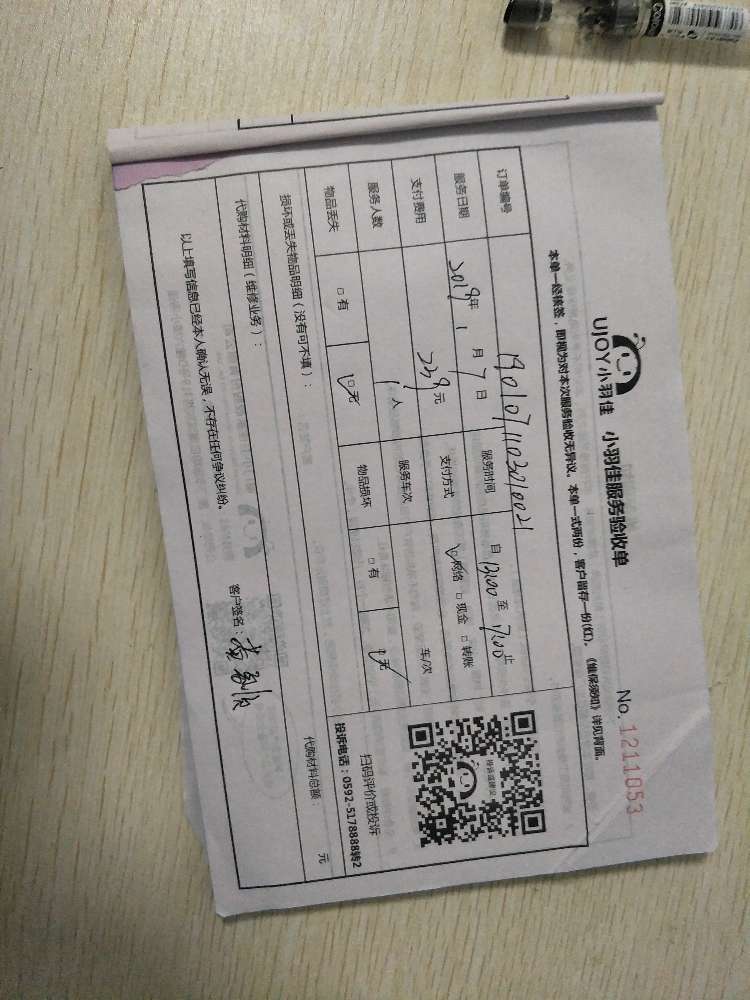 UJOY小羽佳 小羽佳服务验收单 No. 1211053
本单一经核签，即视为对本次服务验收无异议。本单一式两份，客户留存一份(红)。《维保须知》详见背面。
订单编号 1901071103010021
服务日期 2019年 1 月 7 日 服务时间 自 13:00 至 17:00 止
支付费用 239元 支付方式 ☑网络 □现金 □转账
服务人数 1 人 服务车次 车/次
物品丢失 □有 ☑无 物品损坏 □有 ☑无
扫码评价或投诉
投诉电话：0592-5178888转2
损坏或丢失物品明细（没有可不填）：
代购材料明细（维修业务）： 代购材料总额： 元
以上填写信息已经本人确认无误，不存在任何争议纠纷。 客户签名：